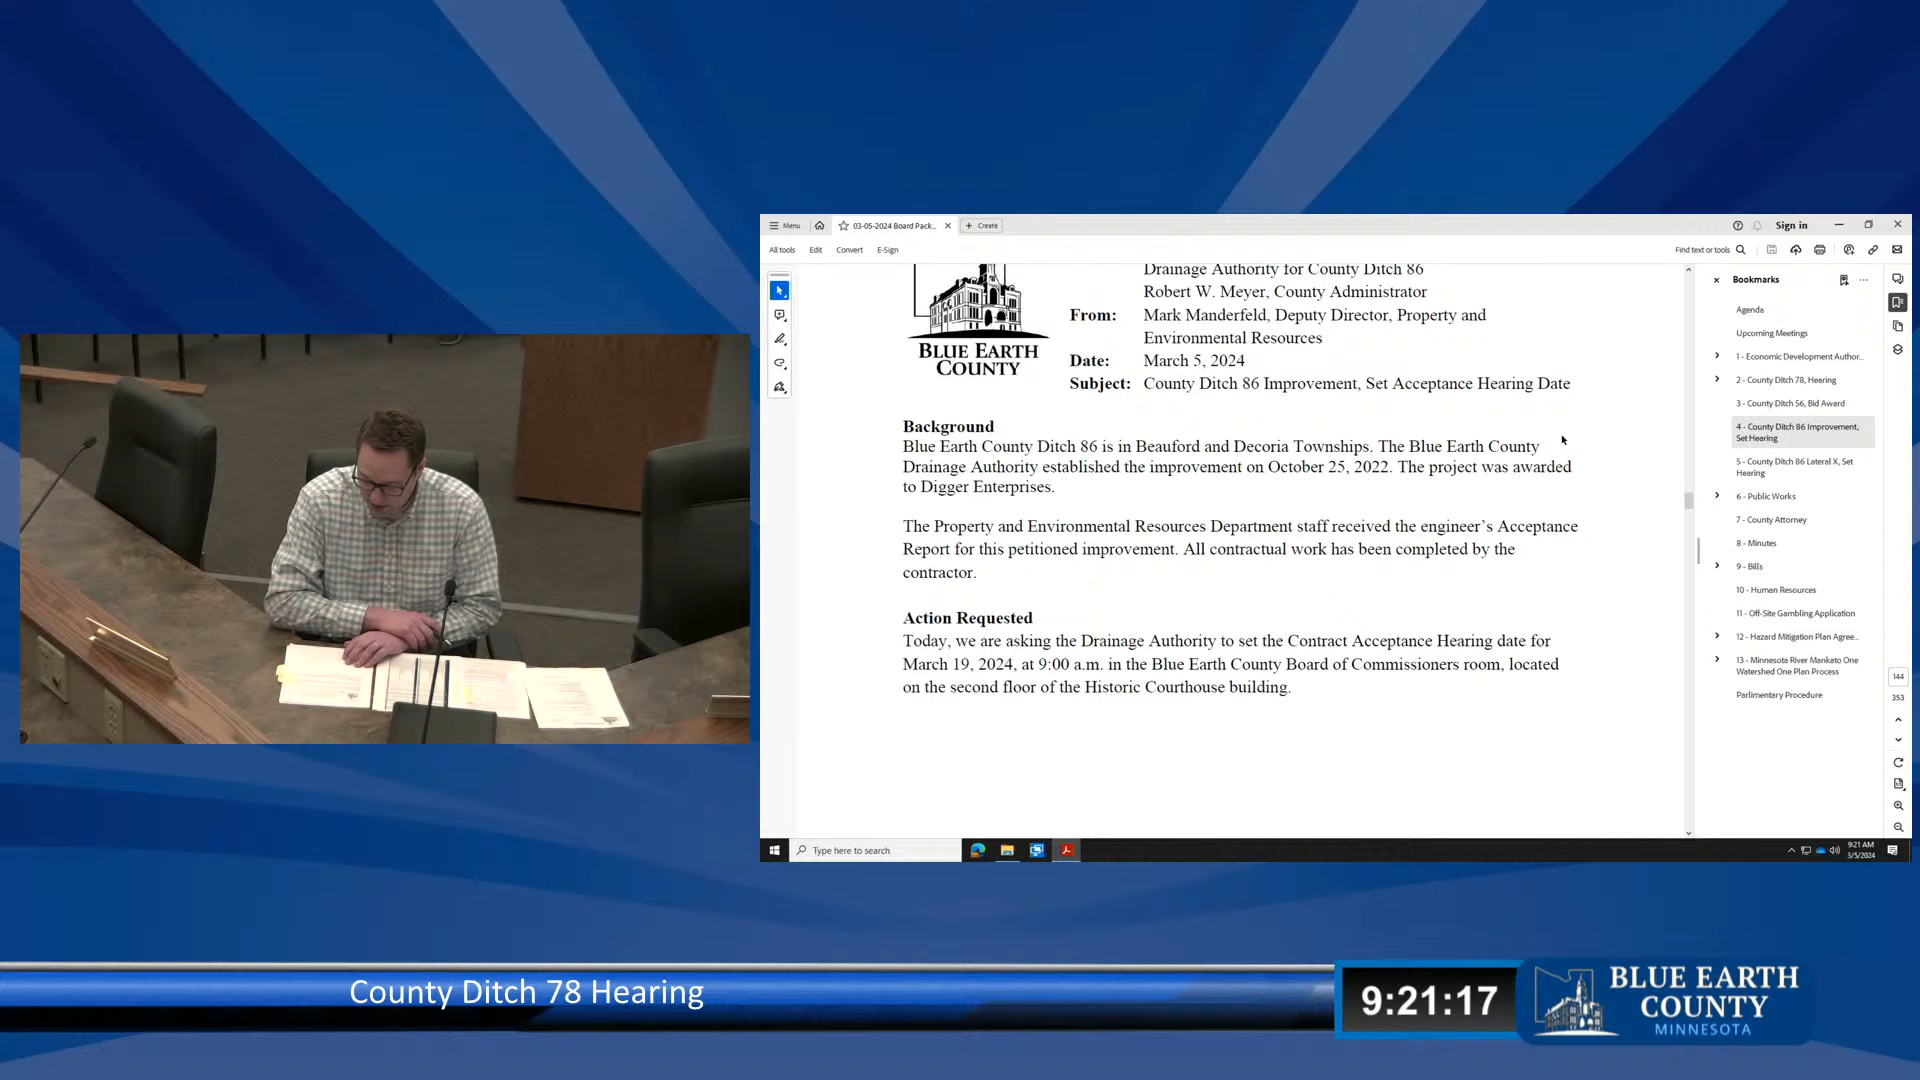 Menu
03-05-2024 Board Pack...
Create
Sign in
All tools
Edit
Convert
E-Sign
Find text or tools
BLUE EARTH
COUNTY
Drainage Authority for County Ditch 86
Robert W. Meyer, County Administrator
From: Mark Manderfeld, Deputy Director, Property and
Environmental Resources
Date: March 5, 2024
Subject: County Ditch 86 Improvement, Set Acceptance Hearing Date
Background
Blue Earth County Ditch 86 is in Beauford and Decoria Townships. The Blue Earth County
Drainage Authority established the improvement on October 25, 2022. The project was awarded
to Digger Enterprises.
The Property and Environmental Resources Department staff received the engineer's Acceptance
Report for this petitioned improvement. All contractual work has been completed by the
contractor.
Action Requested
Today, we are asking the Drainage Authority to set the Contract Acceptance Hearing date for
March 19, 2024, at 9:00 a.m. in the Blue Earth County Board of Commissioners room, located
on the second floor of the Historic Courthouse building.
Bookmarks
Agenda
Upcoming Meetings
1 - Economic Development Author...
2 - County Ditch 78, Hearing
3 - County Ditch 56, Bid Award
4 - County Ditch 86 Improvement,
Set Hearing
5 - County Ditch 86 Lateral X, Set
Hearing
6 - Public Works
7 - County Attorney
8 - Minutes
9 - Bills
10 - Human Resources
11 - Off-Site Gambling Application
12 - Hazard Mitigation Plan Agree...
13 - Minnesota River Mankato One
Watershed One Plan Process
Parlimentary Procedure
144
353
Type here to search
9:21 AM
3/5/2024
County Ditch 78 Hearing
9:21:17
BLUE EARTH
COUNTY
MINNESOTA